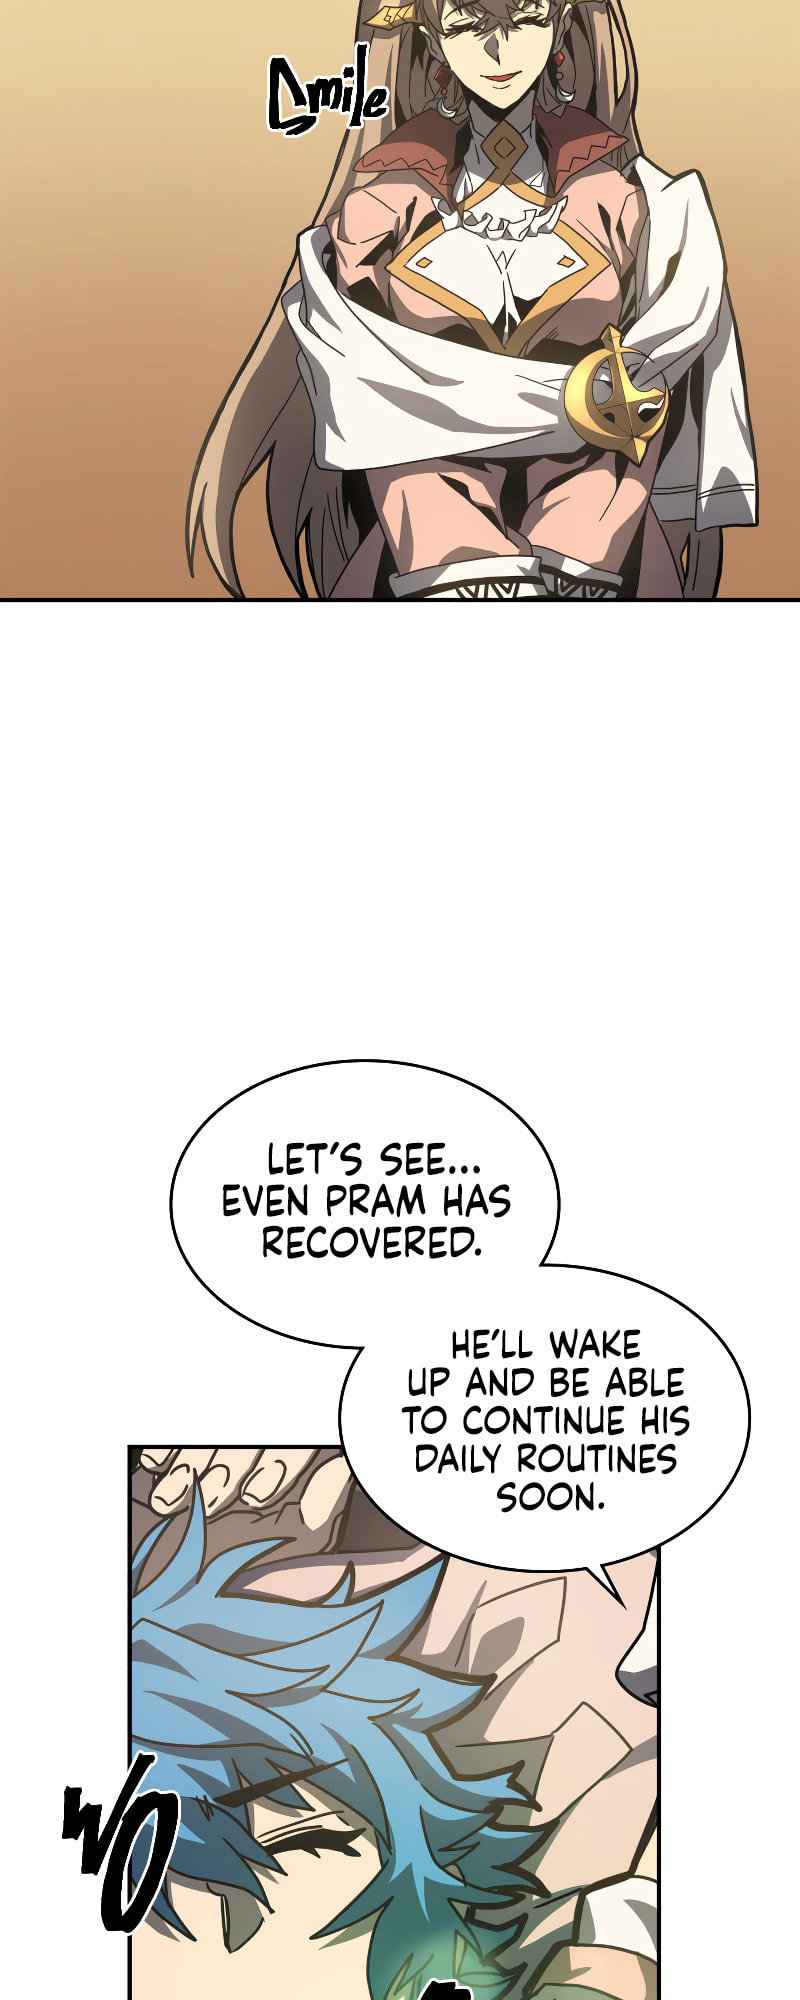 Smile
LET'S SEE...
EVEN PRAM HAS
RECOVERED.
HE'LL WAKE
UP AND BE ABLE
TO CONTINUE HIS
DAILY ROUTINES
SOON.
WO